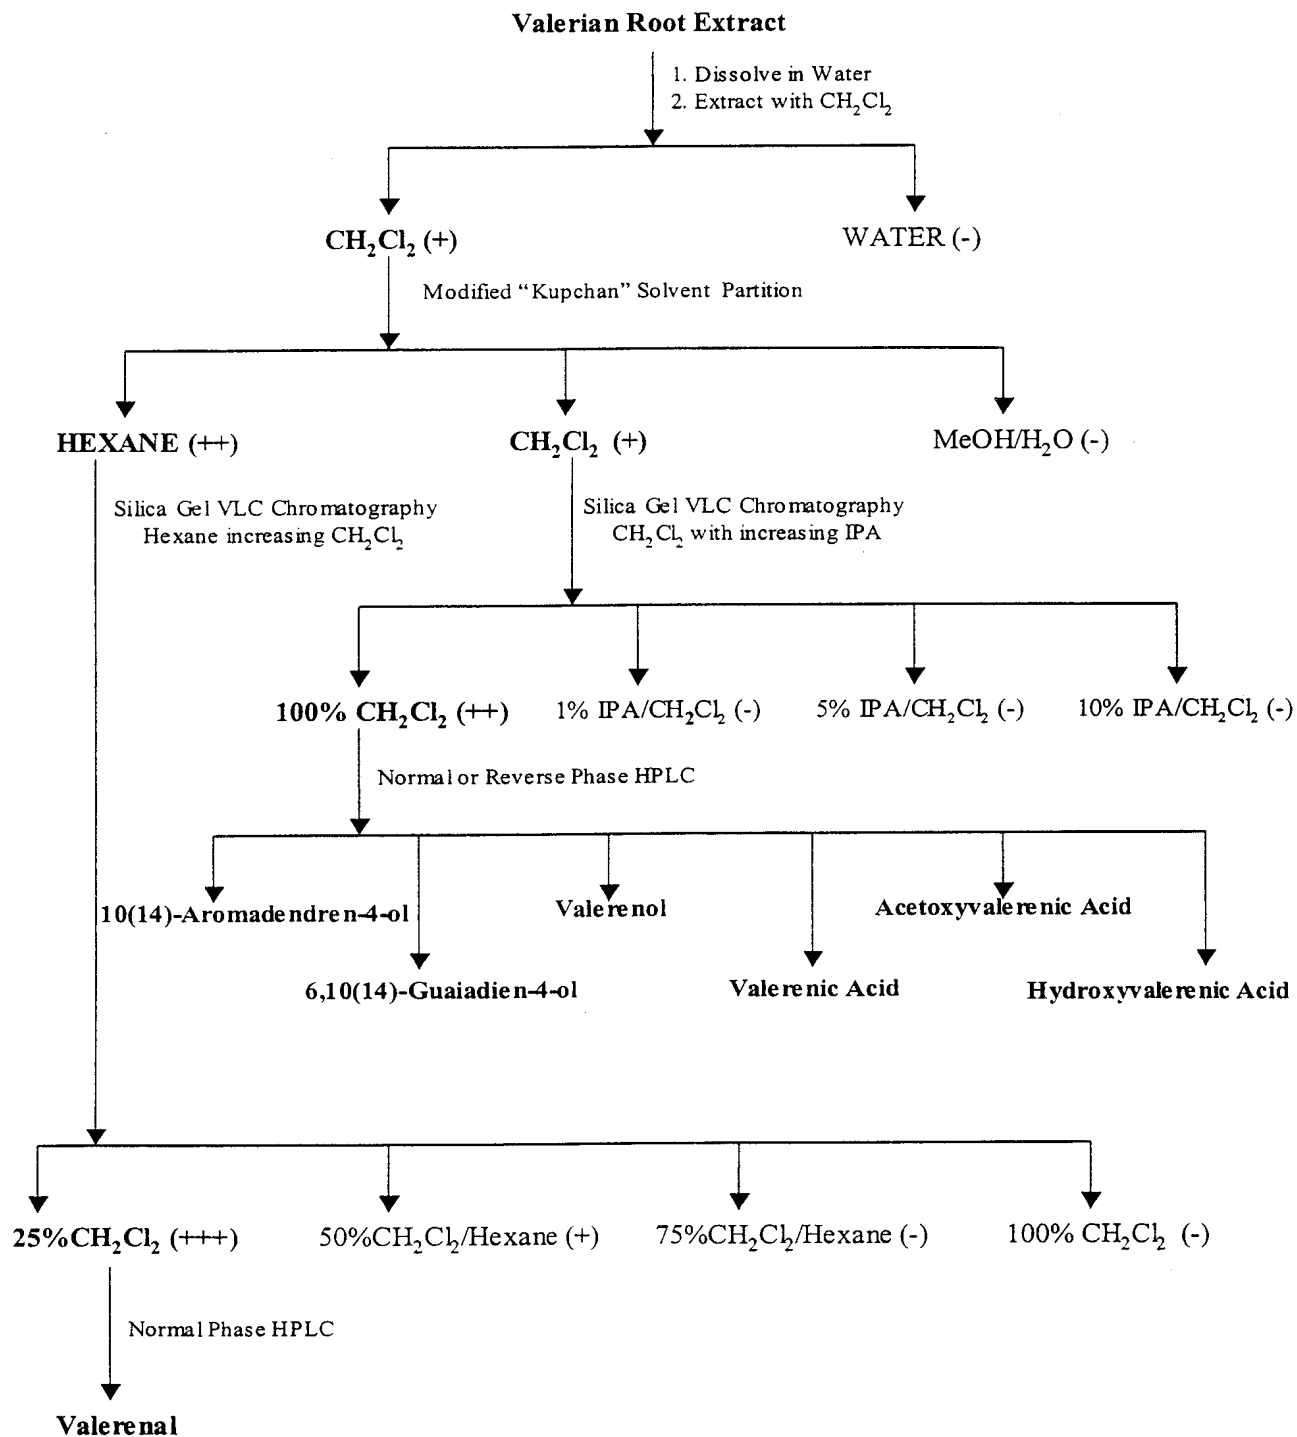 Valerian Root Extract
1. Dissolve in Water
2. Extract with CH₂Cl₂
CH₂Cl₂ (+)
WATER (-)
Modified “Kupchan” Solvent Partition
HEXANE (++)
CH₂Cl₂ (+)
MeOH/H₂O (-)
Silica Gel VLC Chromatography
Hexane increasing CH₂Cl₂
Silica Gel VLC Chromatography
CH₂Cl₂ with increasing IPA
100% CH₂Cl₂ (++)
1% IPA/CH₂Cl₂ (-)
5% IPA/CH₂Cl₂ (-)
10% IPA/CH₂Cl₂ (-)
Normal or Reverse Phase HPLC
10(14)-Aromadendren-4-ol
Valerenol
Acetoxyvalerenic Acid
6,10(14)-Guaiadien-4-ol
Valerenic Acid
Hydroxyvalerenic Acid
25%CH₂Cl₂ (+++)
50%CH₂Cl₂/Hexane (+)
75%CH₂Cl₂/Hexane (-)
100% CH₂Cl₂ (-)
Normal Phase HPLC
Valerenal